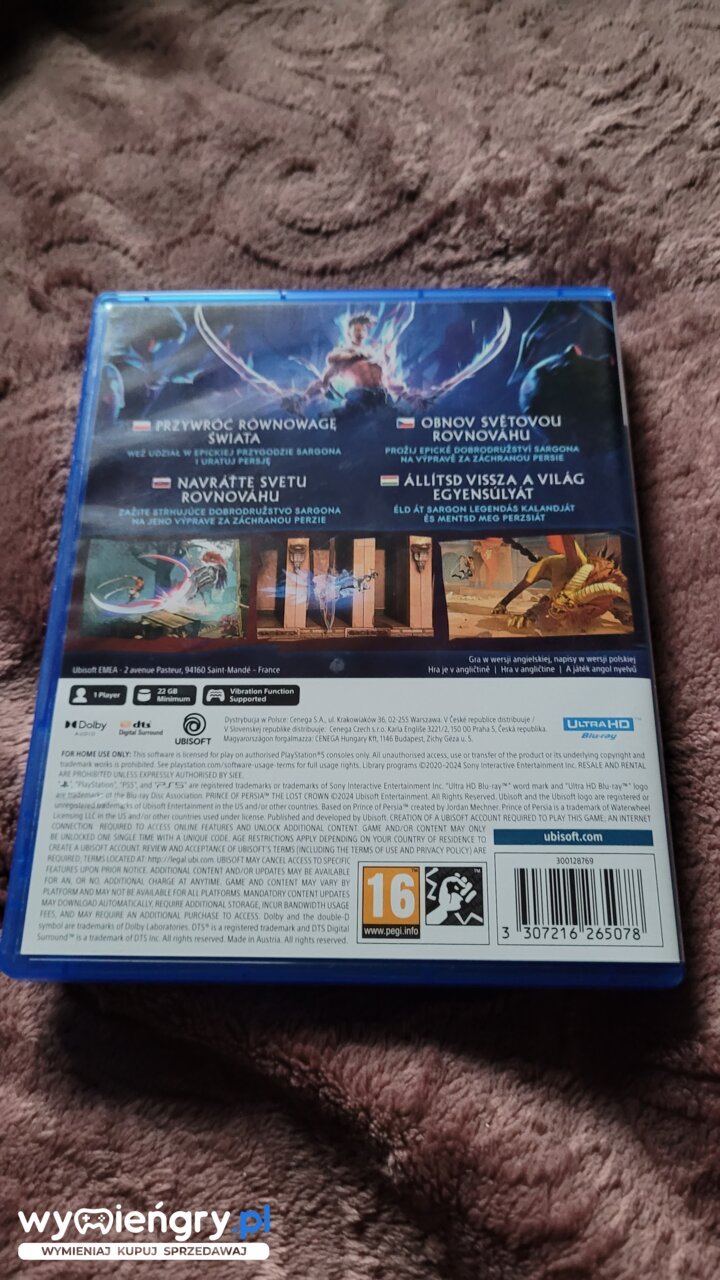 PRZYWRÓĆ RÓWNOWAGĘ
ŚWIATA
WEŹ UDZIAŁ W EPICKIEJ PRZYGODZIE SARGONA
I URATUJ PERSJĘ
OBNOV SVĚTOVOU
ROVNOVÁHU
PROŽIJ EPICKÉ DOBRODRUŽSTVÍ SARGONA
NA VÝPRAVĚ ZA ZÁCHRANOU PERSIE
NAVRÁŤTE SVETU
ROVNOVÁHU
ZAŽITE STRHUJÚCE DOBRODRUŽSTVO SARGONA
NA JEHO VÝPRAVE ZA ZÁCHRANOU PERZIE
ÁLLÍTSD VISSZA A VILÁG
EGYENSÚLYÁT
ÉLD ÁT SARGON LEGENDÁS KALANDJÁT
ÉS MENTSD MEG PERZSIÁT
Ubisoft EMEA - 2 avenue Pasteur, 94160 Saint-Mandé – France
Gra w wersji angielskiej, napisy w wersji polskiej
Hra je v angličtině | Hra v angličtine | A játék angol nyelvű
1 Player
22 GB
Minimum
Vibration Function
Supported
Dolby
AUDIO
dts
Digital Surround
UBISOFT
Dystrybucja w Polsce: Cenega S.A., ul. Krakowiaków 36, 02-255 Warszawa. V České republice distribuuje /
V Slovenskej republike distribuuje: Cenega Czech s.r.o. Karla Engliše 3221/2, 150 00 Praha 5, Česká republika.
Magyarországon forgalmazza: CENEGA Hungary Kft, 1146 Budapest, Zichy Géza u. 5.
ULTRA HD
Blu-ray™
FOR HOME USE ONLY: This software is licensed for play on authorised PlayStation®5 consoles only. All unauthorised access, use or transfer of the product or its underlying copyright and
trademark works is prohibited. See playstation.com/software-usage-terms for full usage rights. Library programs ©2020-2024 Sony Interactive Entertainment Inc. RESALE AND RENTAL
ARE PROHIBITED UNLESS EXPRESSLY AUTHORISED BY SIEE.
"PlayStation", "PS5" and "PS5" are registered trademarks or trademarks of Sony Interactive Entertainment Inc. "Ultra HD Blu-ray™" word mark and "Ultra HD Blu-ray™" logo
are trademarks of the Blu-ray Disc Association. PRINCE OF PERSIA™ THE LOST CROWN ©2024 Ubisoft Entertainment. All Rights Reserved. Ubisoft and the Ubisoft logo are registered or
unregistered trademarks of Ubisoft Entertainment in the US and/or other countries. Based on Prince of Persia™ created by Jordan Mechner. Prince of Persia is a trademark of Waterwheel
Licensing LLC in the US and/or other countries used under license. Published and developed by Ubisoft. CREATION OF A UBISOFT ACCOUNT REQUIRED TO PLAY THIS GAME, AN INTERNET
CONNECTION REQUIRED TO ACCESS ONLINE FEATURES AND UNLOCK ADDITIONAL CONTENT. GAME AND/OR CONTENT MAY ONLY
BE UNLOCKED ONE SINGLE TIME WITH A UNIQUE CODE. AGE RESTRICTIONS APPLY DEPENDING ON YOUR COUNTRY OF RESIDENCE TO
CREATE A UBISOFT ACCOUNT. REVIEW AND ACCEPTANCE OF UBISOFT'S TERMS (INCLUDING THE TERMS OF USE AND PRIVACY POLICY) ARE
REQUIRED, TERMS LOCATED AT: http://legal.ubi.com. UBISOFT MAY CANCEL ACCESS TO SPECIFIC
FEATURES UPON PRIOR NOTICE. ADDITIONAL CONTENT AND/OR UPDATES MAY BE AVAILABLE
FOR AN, OR NO, ADDITIONAL CHARGE AT ANYTIME. GAME AND CONTENT MAY VARY BY
PLATFORM AND MAY NOT BE AVAILABLE FOR ALL PLATFORMS. MANDATORY CONTENT UPDATES
MAY DOWNLOAD AUTOMATICALLY, REQUIRE ADDITIONAL STORAGE, INCUR BANDWIDTH USAGE
FEES, AND MAY REQUIRE AN ADDITIONAL PURCHASE TO ACCESS. Dolby and the double-D
symbol are trademarks of Dolby Laboratories. DTS® is a registered trademark and DTS Digital
Surround™ is a trademark of DTS Inc. All rights reserved. Made in Austria. All rights reserved.
ubisoft.com
16
www.pegi.info
300128769
3 307216 265078
wymieńgry.pl
WYMIENIAJ KUPUJ SPRZEDAWAJ